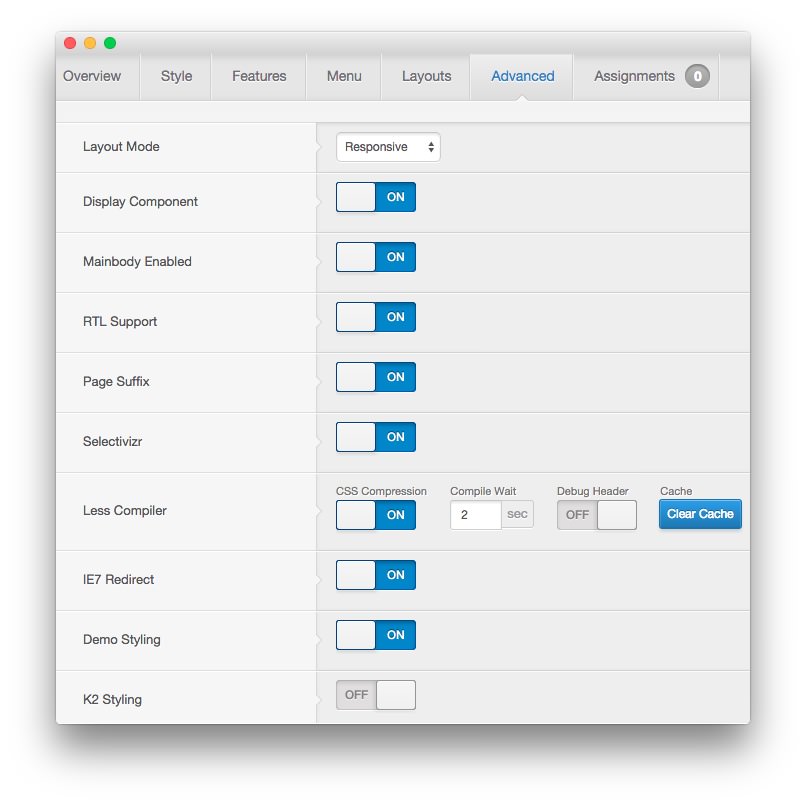 Overview Style Features Menu Layouts Advanced Assignments 0
Layout Mode Responsive
Display Component ON
Mainbody Enabled ON
RTL Support ON
Page Suffix ON
Selectivizr ON
CSS Compression Compile Wait Debug Header Cache
Less Compiler ON 2 sec OFF Clear Cache
IE7 Redirect ON
Demo Styling ON
K2 Styling OFF